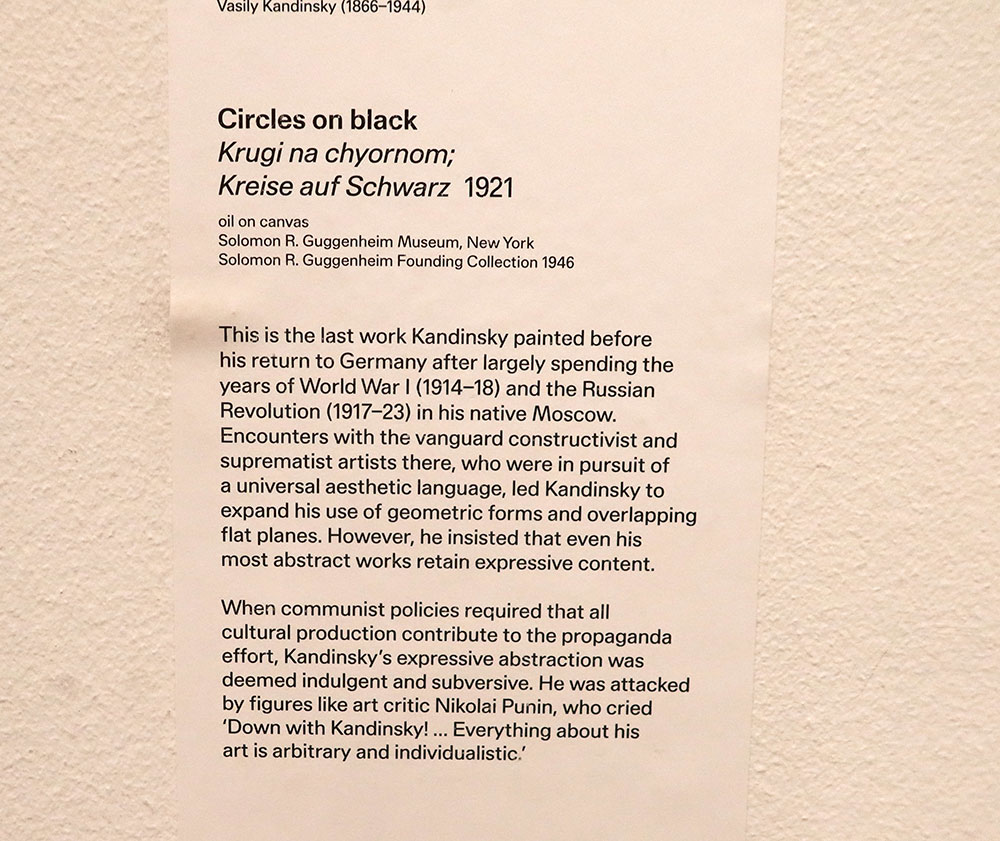 Vasily Kandinsky (1866–1944)
Circles on black
Krugi na chyornom;
Kreise auf Schwarz 1921
oil on canvas
Solomon R. Guggenheim Museum, New York
Solomon R. Guggenheim Founding Collection 1946
This is the last work Kandinsky painted before
his return to Germany after largely spending the
years of World War I (1914–18) and the Russian
Revolution (1917–23) in his native Moscow.
Encounters with the vanguard constructivist and
suprematist artists there, who were in pursuit of
a universal aesthetic language, led Kandinsky to
expand his use of geometric forms and overlapping
flat planes. However, he insisted that even his
most abstract works retain expressive content.
When communist policies required that all
cultural production contribute to the propaganda
effort, Kandinsky’s expressive abstraction was
deemed indulgent and subversive. He was attacked
by figures like art critic Nikolai Punin, who cried
‘Down with Kandinsky! ... Everything about his
art is arbitrary and individualistic.’